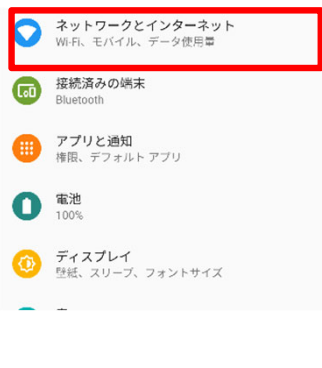 ネットワークとインターネット
Wi-Fi、モバイル、データ使用量
接続済みの端末
Bluetooth
アプリと通知
権限、デフォルト アプリ
電池
100%
ディスプレイ
壁紙、スリープ、フォントサイズ